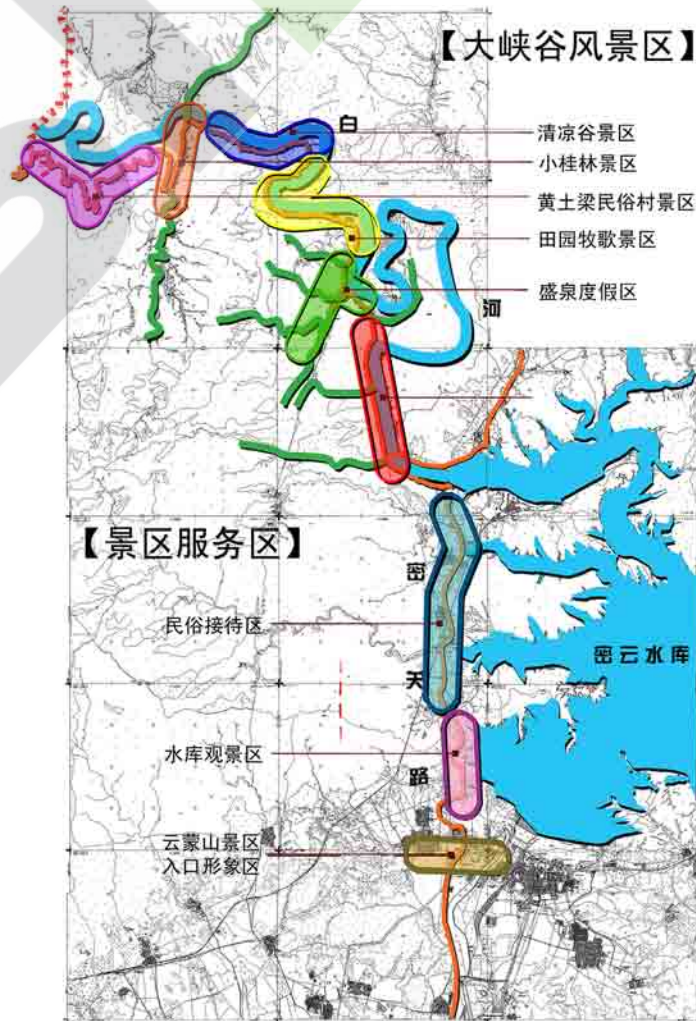 【大峡谷风景区】
白
清凉谷景区
小桂林景区
黄土梁民俗村景区
田园牧歌景区
盛泉度假区
河
【景区服务区】
密
民俗接待区
密云水库
天
水库观景区
路
云蒙山景区
入口形象区